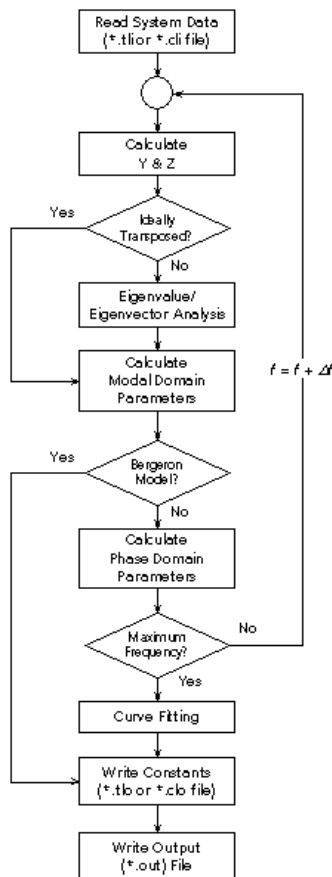 Read System Data
(*.tli or *.cli file)
Calculate
Y & Z
Yes
Ideally
Transposed?
No
Eigenvalue/
Eigenvector Analysis
Calculate
Modal Domain
Parameters
f = f + Δf
Yes
Bergeron
Model?
No
Calculate
Phase Domain
Parameters
Maximum
Frequency?
No
Yes
Curve Fitting
Write Constants
(*.tlo or *.clo file)
Write Output
(*.out) File